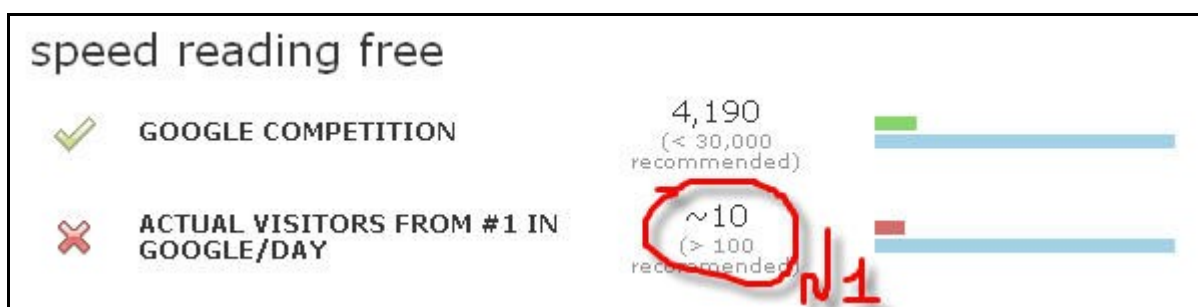 speed reading free
GOOGLE COMPETITION
4,190
(< 30,000
recommended)
ACTUAL VISITORS FROM #1 IN
GOOGLE/DAY
~10
(> 100
recommended)
№1